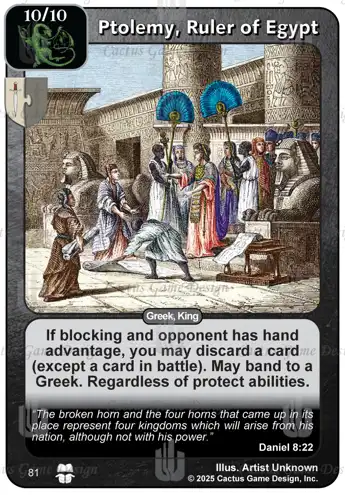 10/10
Ptolemy, Ruler of Egypt
Cactus Game Design
Greek, King
If blocking and opponent has hand
advantage, you may discard a card
(except a card in battle). May band to a
Greek. Regardless of protect abilities.
"The broken horn and the four horns that came up in its
place represent four kingdoms which will arise from his
nation, although not with his power."
Daniel 8:22
Illus. Artist Unknown
81
© 2025 Cactus Game Design, Inc.